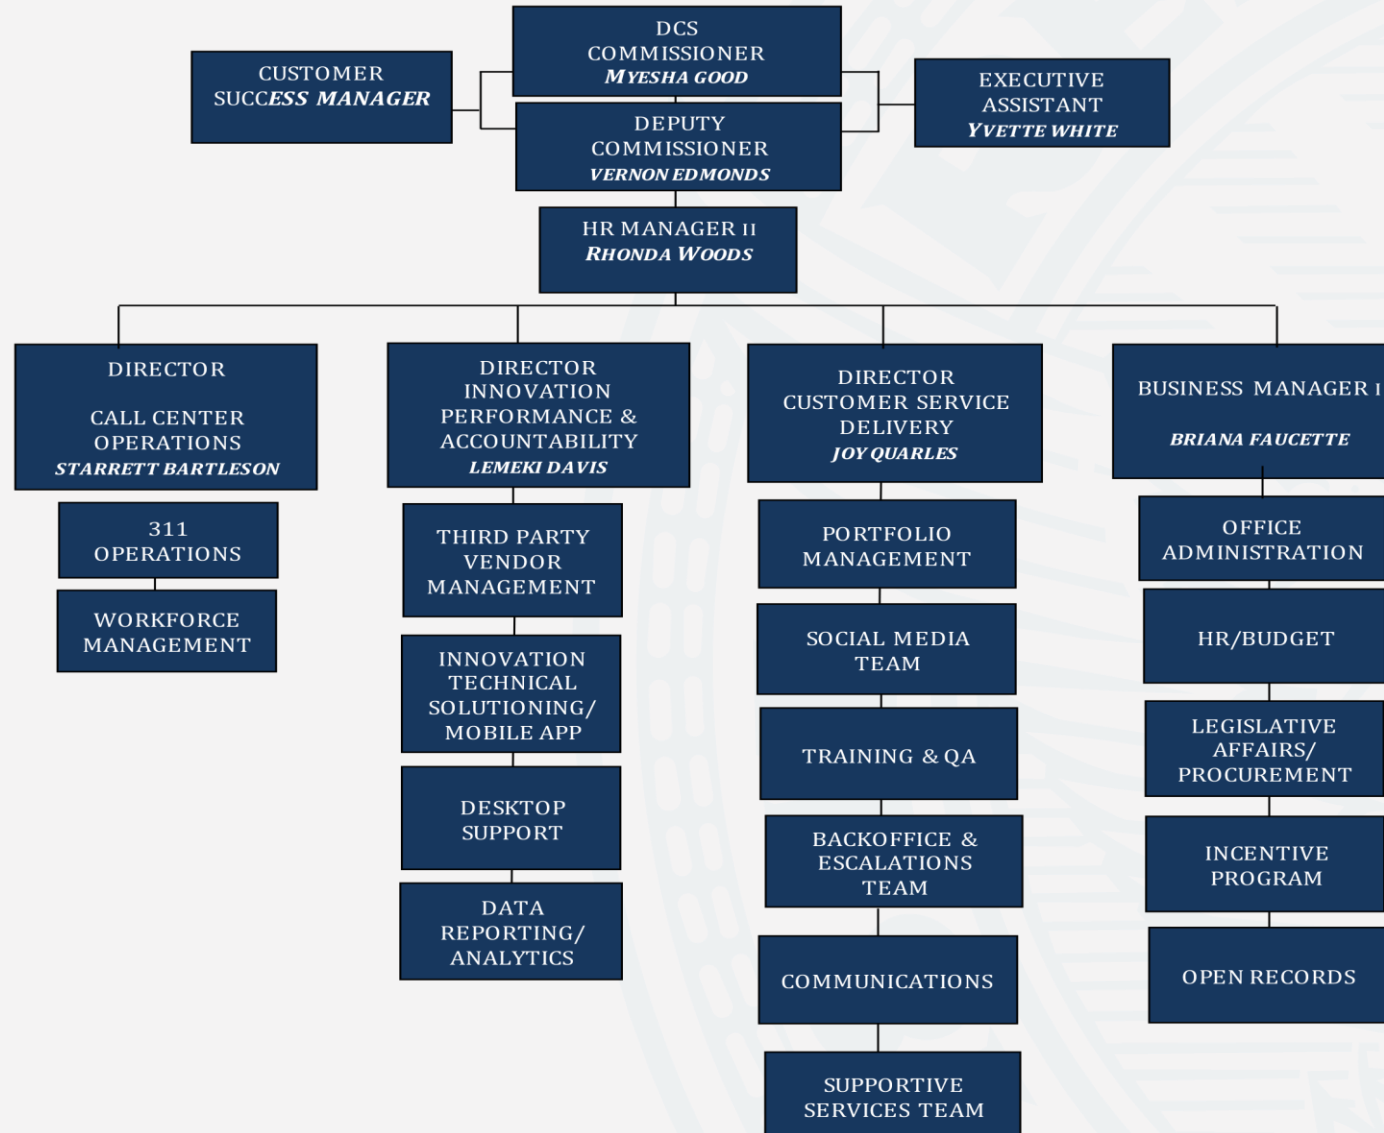 DCS
COMMISSIONER
MYESHA GOOD
CUSTOMER
SUCCESS MANAGER
EXECUTIVE
ASSISTANT
YVETTE WHITE
DEPUTY
COMMISSIONER
VERNON EDMONDS
HR MANAGER II
RHONDA WOODS
DIRECTOR
CALL CENTER
OPERATIONS
STARRETT BARTLESON
311
OPERATIONS
WORKFORCE
MANAGEMENT
DIRECTOR
INNOVATION
PERFORMANCE &
ACCOUNTABILITY
LEMEKI DAVIS
THIRD PARTY
VENDOR
MANAGEMENT
INNOVATION
TECHNICAL
SOLUTIONING/
MOBILE APP
DESKTOP
SUPPORT
DATA
REPORTING/
ANALYTICS
DIRECTOR
CUSTOMER SERVICE
DELIVERY
JOY QUARLES
PORTFOLIO
MANAGEMENT
SOCIAL MEDIA
TEAM
TRAINING & QA
BACKOFFICE &
ESCALATIONS
TEAM
COMMUNICATIONS
SUPPORTIVE
SERVICES TEAM
BUSINESS MANAGER I
BRIANA FAUCETTE
OFFICE
ADMINISTRATION
HR/BUDGET
LEGISLATIVE
AFFAIRS/
PROCUREMENT
INCENTIVE
PROGRAM
OPEN RECORDS